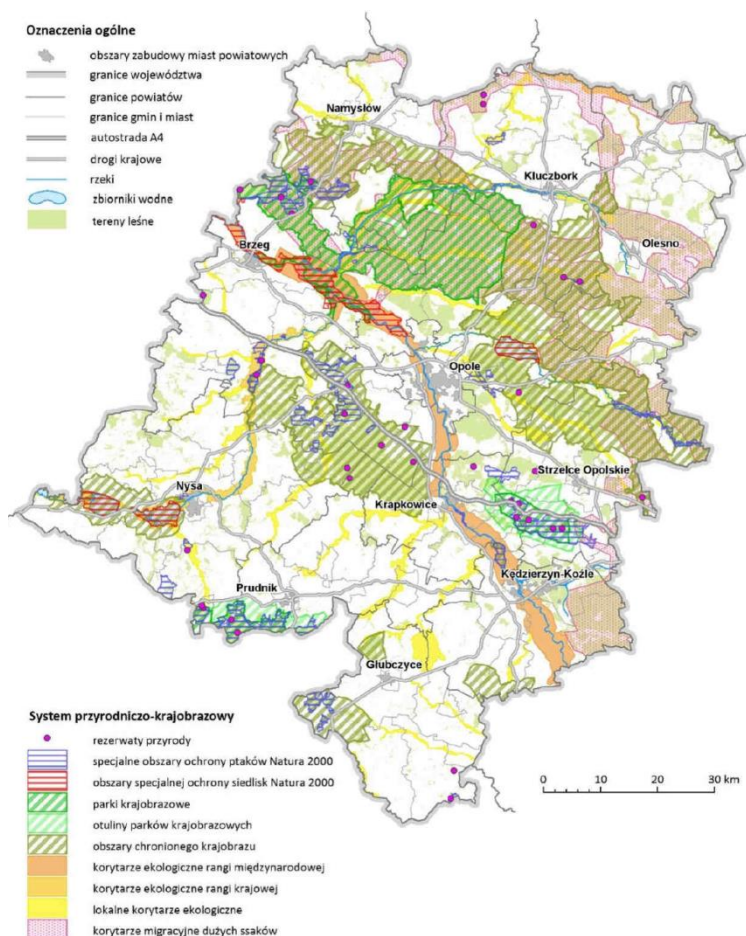 Oznaczenia ogólne
obszary zabudowy miast powiatowych
granice województwa
granice powiatów
granice gmin i miast
autostrada A4
drogi krajowe
rzeki
zbiorniki wodne
tereny leśne
Namysłów
Kluczbork
Olesno
Brzeg
Opole
Strzelce Opolskie
Nysa
Krapkowice
Kędzierzyn-Koźle
Prudnik
Głubczyce
System przyrodniczo-krajobrazowy
rezerwaty przyrody
specjalne obszary ochrony ptaków Natura 2000
obszary specjalnej ochrony siedlisk Natura 2000
parki krajobrazowe
otuliny parków krajobrazowych
obszary chronionego krajobrazu
korytarze ekologiczne rangi międzynarodowej
korytarze ekologiczne rangi krajowej
lokalne korytarze ekologiczne
korytarze migracyjne dużych ssaków
0 10 20 30 km